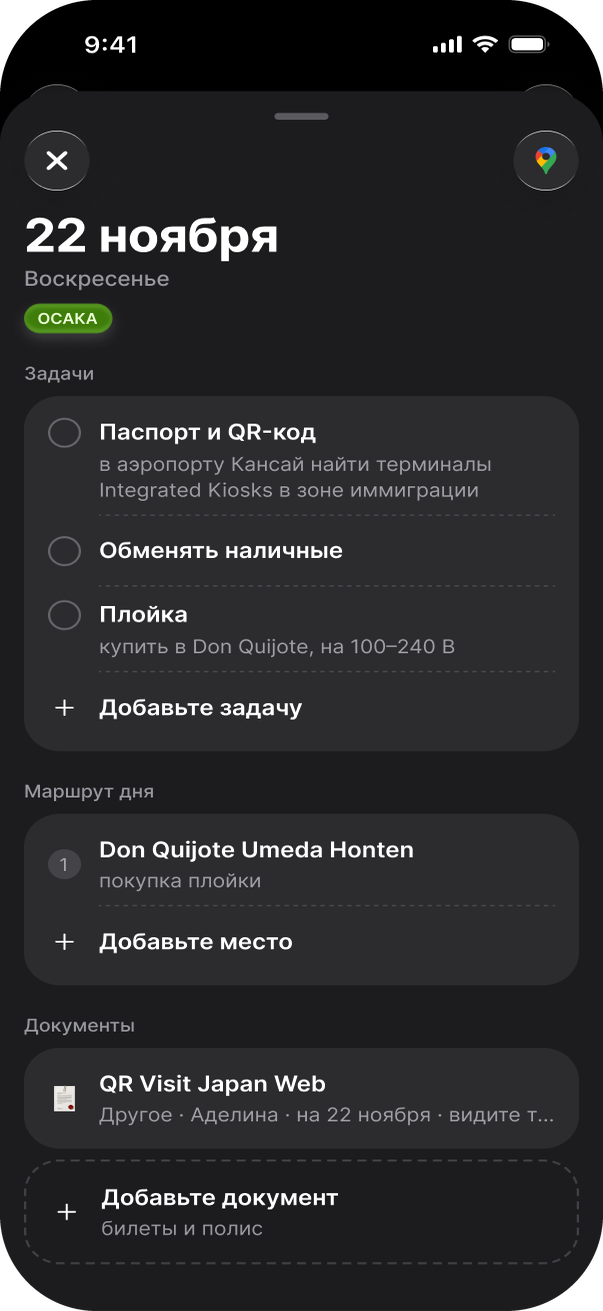 9:41
22 ноября
Воскресенье
ОСАКА
Задачи
Паспорт и QR-код
в аэропорту Кансай найти терминалы
Integrated Kiosks в зоне иммиграции
Обменять наличные
Плойка
купить в Don Quijote, на 100–240 В
+ Добавьте задачу
Маршрут дня
1
Don Quijote Umeda Honten
покупка плойки
+ Добавьте место
Документы
QR Visit Japan Web
Другое · Аделина · на 22 ноября · видите т...
+ Добавьте документ
билеты и полис